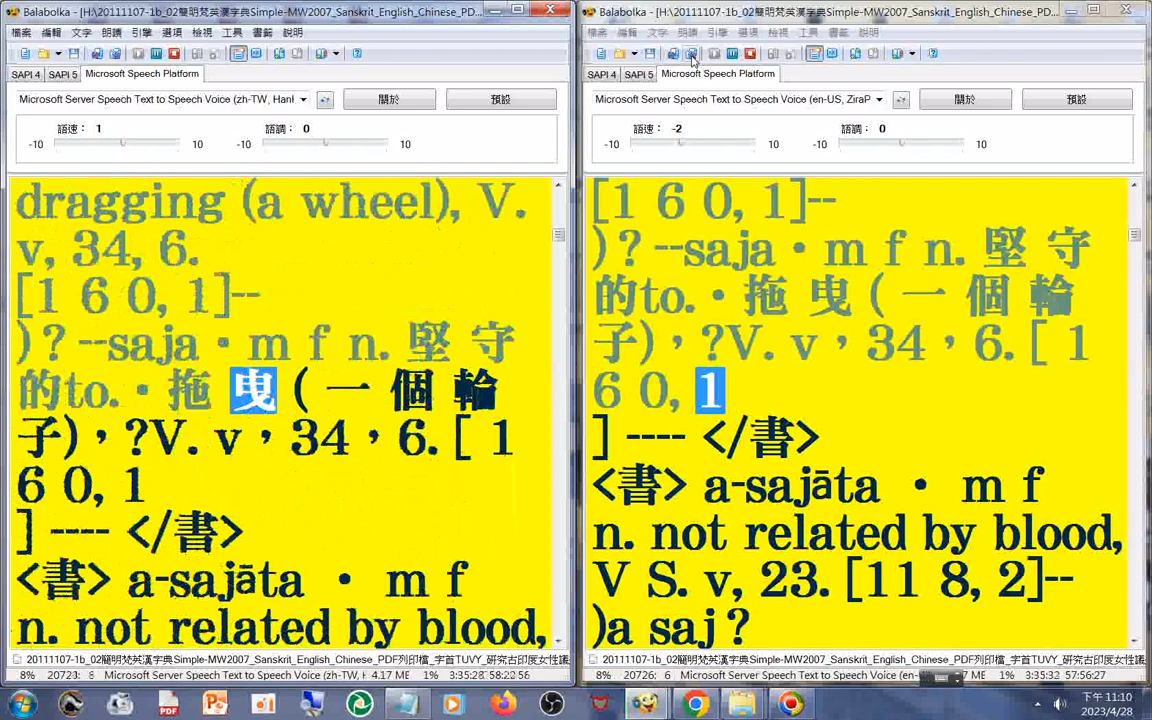 Balabolka - [H:\20111107-1b_02簡明梵英漢字典Simple-MW2007_Sanskrit_English_Chinese_PD...
檔案 編輯 文字 朗讀 引擎 選項 檢視 工具 書籤 說明
SAPI 4 SAPI 5 Microsoft Speech Platform
Microsoft Server Speech Text to Speech Voice (zh-TW, Hanl 關於 預設
語速： 1 語調： 0
-10 10 -10 10
dragging (a wheel), V.
v, 34, 6.
[1 6 0, 1]--
)? --saja·m f n. 堅 守
的to.·拖 曳 ( 一 個 輪
子)，?V. v，34，6. [ 1
6 0, 1
] ---- </書>
<書> a-sajāta • m f
n. not related by blood,
20111107-1b_02簡明梵英漢字典Simple-MW2007_Sanskrit_English_Chinese_PDF列印檔_字首TUVY_研究古印度女性議
8% 20723: 8 Microsoft Server Speech Text to Speech Voice (zh-TW, H 4.17 ME 1% 3:35:28 58:22:56
Balabolka - [H:\20111107-1b_02簡明梵英漢字典Simple-MW2007_Sanskrit_English_Chinese_PDF...
檔案 編輯 文字 朗讀 引擎 選項 檢視 工具 書籤 說明
SAPI 4 SAPI 5 Microsoft Speech Platform
Microsoft Server Speech Text to Speech Voice (en-US, ZiraP 關於 預設
語速： -2 語調： 0
-10 10 -10 10
[1 6 0, 1]--
)? --saja·m f n. 堅 守
的to.·拖 曳 ( 一 個 輪
子)，?V. v，34，6. [ 1
6 0, 1
] ---- </書>
<書> a-sajāta • m f
n. not related by blood,
V S. v, 23. [11 8, 2]--
)a saj?
20111107-1b_02簡明梵英漢字典Simple-MW2007_Sanskrit_English_Chinese_PDF列印檔_字首TUVY_研究古印度女性議
8% 20726: 6 Microsoft Server Speech Text to Speech Voice (en-U 4.17 ME 1% 3:35:32 57:56:27
下午 11:10
2023/4/28